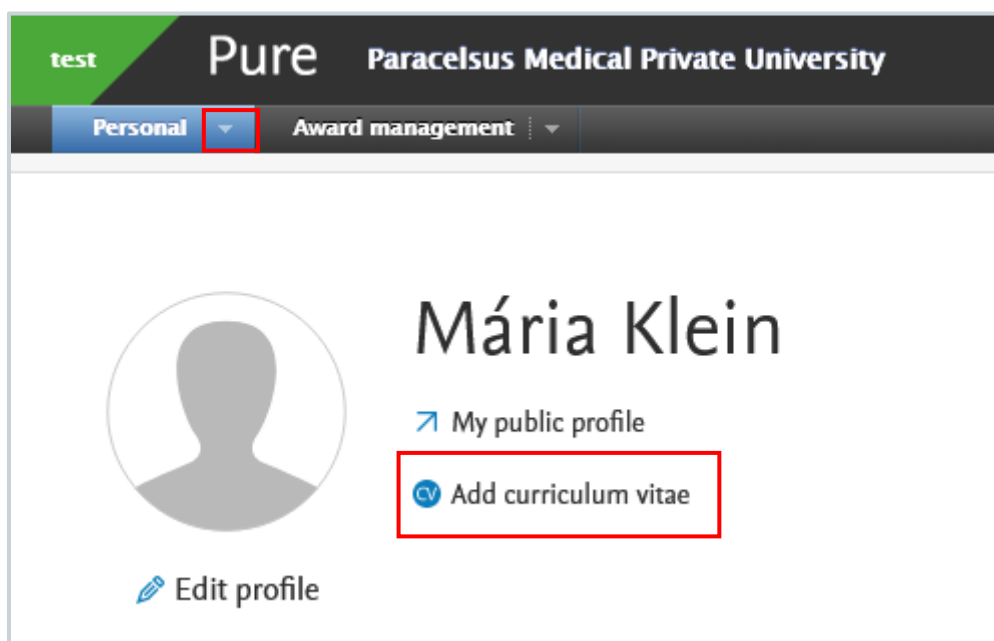 test Pure Paracelsus Medical Private University
Personal Award management
Mária Klein
My public profile
CV Add curriculum vitae
Edit profile